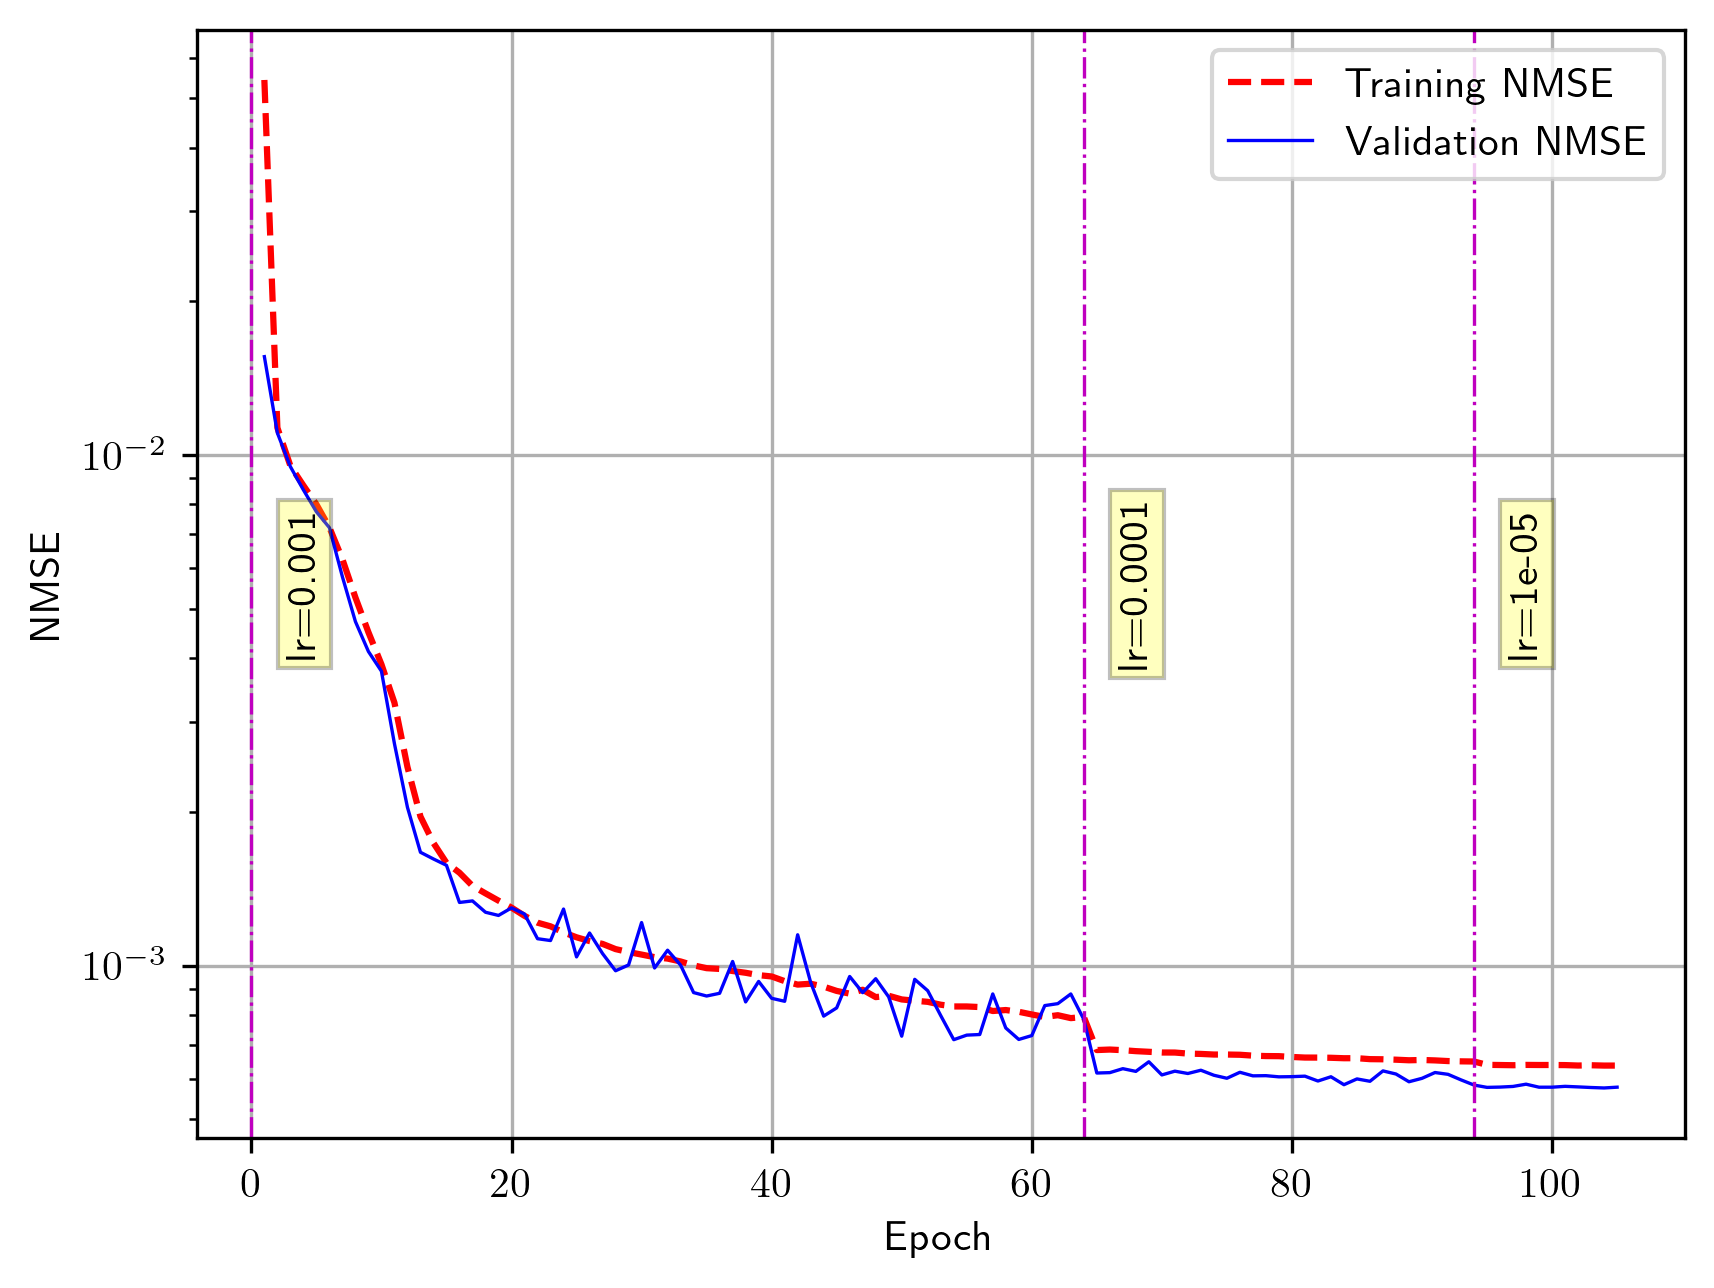 Training NMSE
Validation NMSE
NMSE
10⁻²
10⁻³
lr=0.001
lr=0.0001
lr=1e-05
0 20 40 60 80 100
Epoch